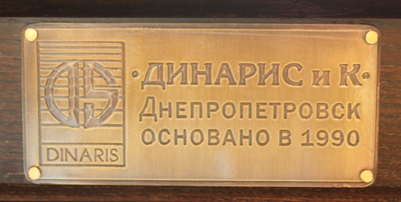 ·ДИНАРИС и К·
ДНЕПРОПЕТРОВСК
ОСНОВАНО В 1990
DINARIS